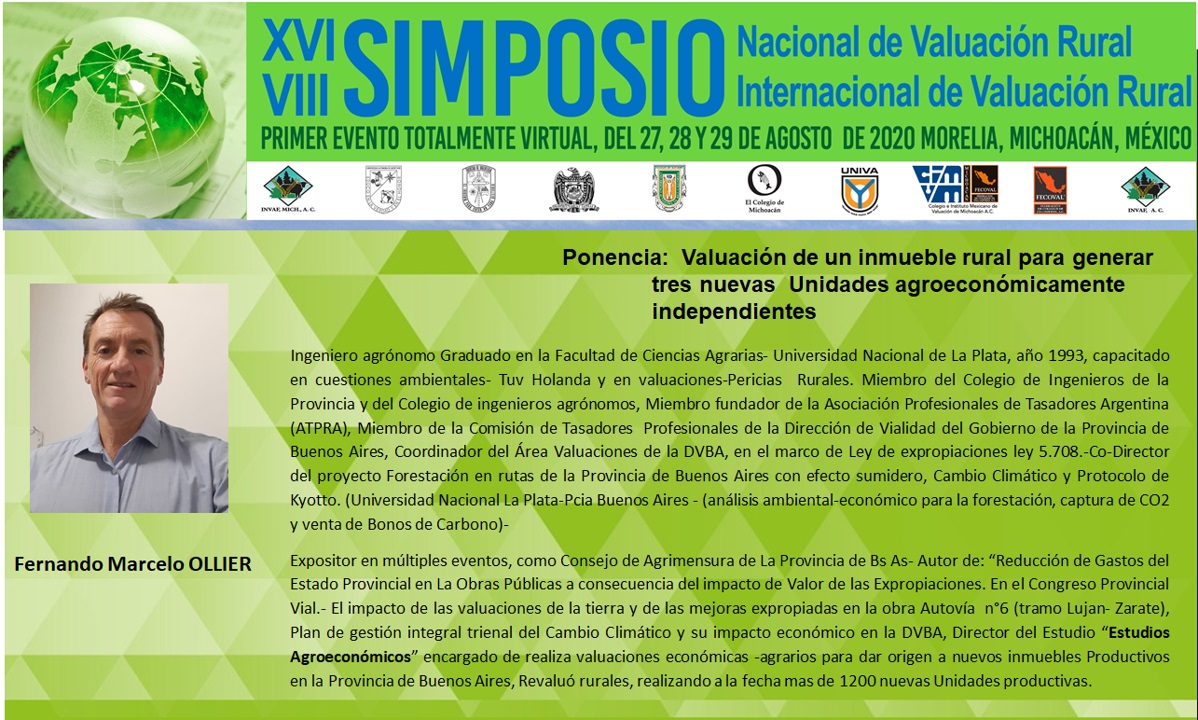 XVI
VIII
SIMPOSIO
Nacional de Valuación Rural
Internacional de Valuación Rural
PRIMER EVENTO TOTALMENTE VIRTUAL, DEL 27, 28 Y 29 DE AGOSTO DE 2020 MORELIA, MICHOACÁN, MÉXICO
INVAF, MICH., A. C.
El Colegio de
Michoacán
UNIVA
FECOVAL
Colegio e Instituto Mexicano de
Valuación de Michoacán A.C.
FECOVAL
INVAF, A. C.
Ponencia: Valuación de un inmueble rural para generar
tres nuevas Unidades agroeconómicamente
independientes
Ingeniero agrónomo Graduado en la Facultad de Ciencias Agrarias- Universidad Nacional de La Plata, año 1993, capacitado
en cuestiones ambientales- Tuv Holanda y en valuaciones-Pericias Rurales. Miembro del Colegio de Ingenieros de la
Provincia y del Colegio de ingenieros agrónomos, Miembro fundador de la Asociación Profesionales de Tasadores Argentina
(ATPRA), Miembro de la Comisión de Tasadores Profesionales de la Dirección de Vialidad del Gobierno de la Provincia de
Buenos Aires, Coordinador del Área Valuaciones de la DVBA, en el marco de Ley de expropiaciones ley 5.708.-Co-Director
del proyecto Forestación en rutas de la Provincia de Buenos Aires con efecto sumidero, Cambio Climático y Protocolo de
Kyotto. (Universidad Nacional La Plata-Pcia Buenos Aires - (análisis ambiental-económico para la forestación, captura de CO2
y venta de Bonos de Carbono)-
Fernando Marcelo OLLIER
Expositor en múltiples eventos, como Consejo de Agrimensura de La Provincia de Bs As- Autor de: “Reducción de Gastos del
Estado Provincial en La Obras Públicas a consecuencia del impacto de Valor de las Expropiaciones. En el Congreso Provincial
Vial.- El impacto de las valuaciones de la tierra y de las mejoras expropiadas en la obra Autovía n°6 (tramo Lujan- Zarate),
Plan de gestión integral trienal del Cambio Climático y su impacto económico en la DVBA, Director del Estudio “Estudios
Agroeconómicos” encargado de realiza valuaciones económicas -agrarios para dar origen a nuevos inmuebles Productivos
en la Provincia de Buenos Aires, Revaluó rurales, realizando a la fecha mas de 1200 nuevas Unidades productivas.